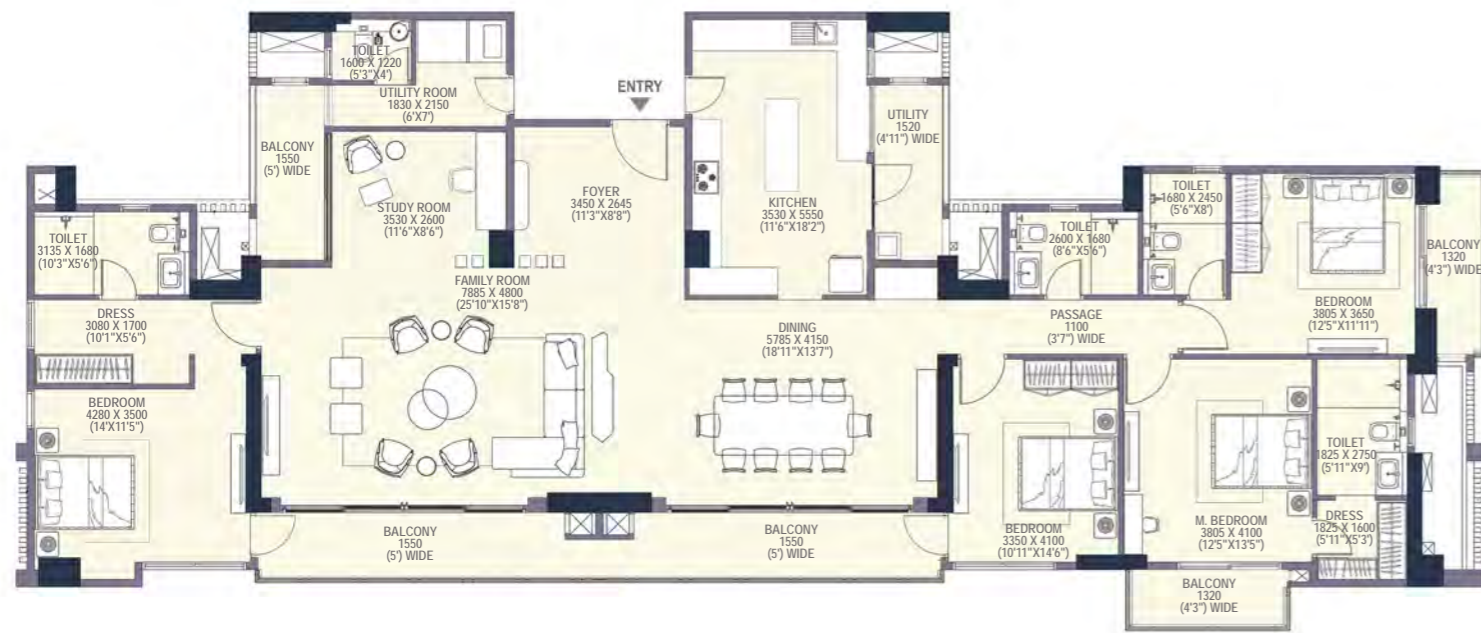 TOILET
1600 X 1220
(5'3"X4')
UTILITY ROOM
1830 X 2150
(6'X7')
ENTRY
BALCONY
1550
(5') WIDE
UTILITY
1520
(4'11") WIDE
STUDY ROOM
3530 X 2600
(11'6"X8'6")
FOYER
3450 X 2645
(11'3"X8'8")
KITCHEN
3530 X 5550
(11'6"X18'2")
TOILET
1680 X 2450
(5'6"X8')
TOILET
3135 X 1680
(10'3"X5'6")
TOILET
2600 X 1680
(8'6"X5'6")
BALCONY
1320
(4'3") WIDE
FAMILY ROOM
7885 X 4800
(25'10"X15'8")
BEDROOM
3805 X 3650
(12'5"X11'11")
DRESS
3080 X 1700
(10'1"X5'6")
DINING
5785 X 4150
(18'11"X13'7")
PASSAGE
1100
(3'7") WIDE
BEDROOM
4280 X 3500
(14'X11'5")
TOILET
1825 X 2750
(5'11"X9')
BALCONY
1550
(5') WIDE
BALCONY
1550
(5') WIDE
BEDROOM
3350 X 4100
(10'11"X14'6")
M. BEDROOM
3805 X 4100
(12'5"X13'5")
DRESS
1825 X 1600
(5'11"X5'3")
BALCONY
1320
(4'3") WIDE